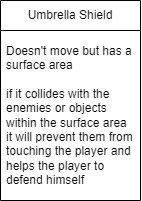 Umbrella Shield
Doesn't move but has a
surface area
if it collides with the
enemies or objects
within the surface area
it will prevent them from
touching the player and
helps the player to
defend himself